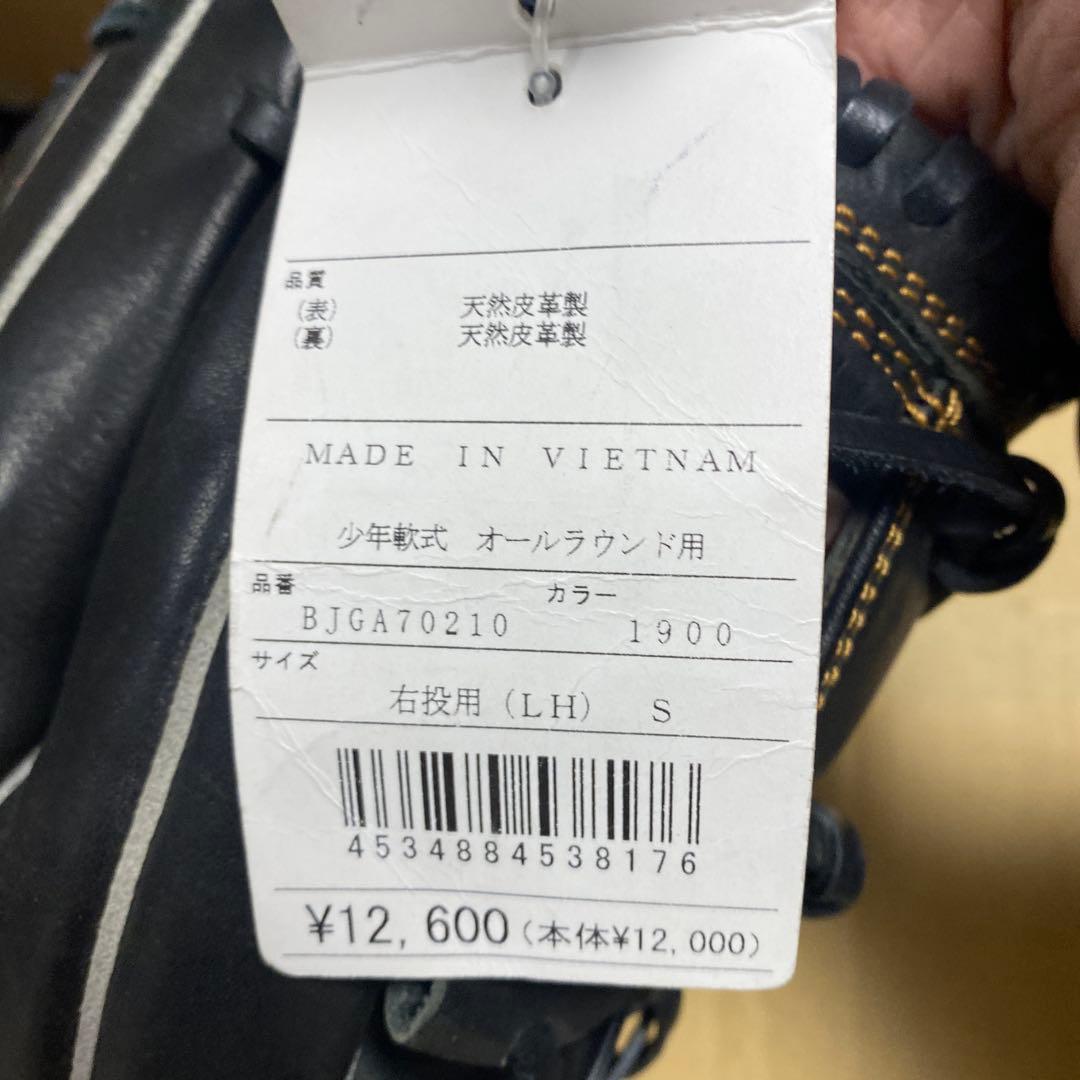 品質
(表) 天然皮革製
(裏) 天然皮革製
MADE IN VIETNAM
少年軟式 オールラウンド用
品番 カラー
BJGA70210 1900
サイズ
右投用(LH) S
4534884538176
¥12,600(本体¥12,000)